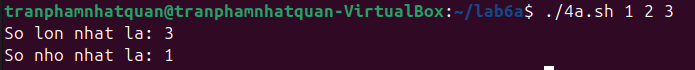 tranphamnhatquan@tranphamnhatquan-VirtualBox:~/lab6a$ ./4a.sh 1 2 3
So lon nhat la: 3
So nho nhat la: 1